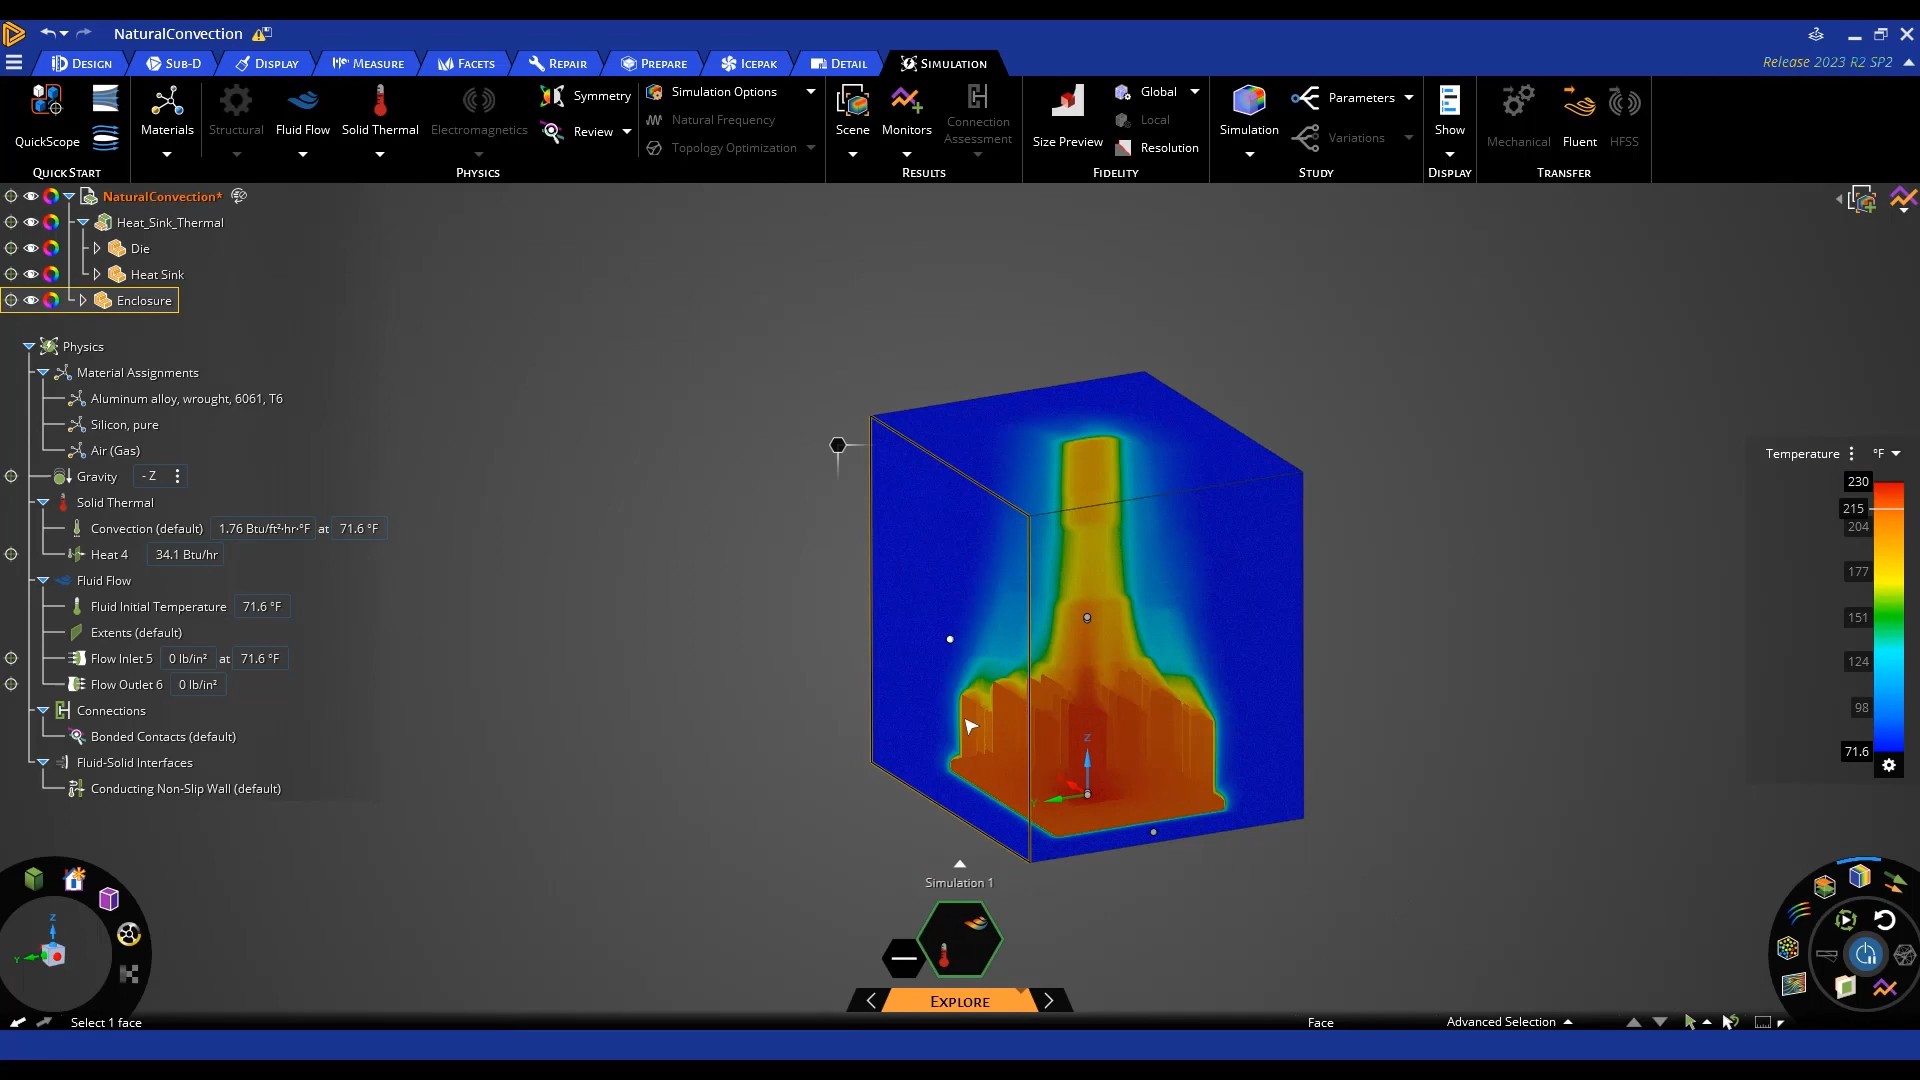 NaturalConvection
Design
Sub-D
Display
Measure
Facets
Repair
Prepare
Icepak
Detail
Simulation
Release 2023 R2 SP2
QuickScope
Quick Start
Materials
Structural
Fluid Flow
Solid Thermal
Electromagnetics
Symmetry
Review
Physics
Simulation Options
Natural Frequency
Topology Optimization
Scene
Monitors
Connection
Assessment
Results
Size Preview
Global
Local
Resolution
Fidelity
Simulation
Parameters
Variations
Study
Show
Display
Mechanical
Fluent
HFSS
Transfer
NaturalConvection*
Heat_Sink_Thermal
Die
Heat Sink
Enclosure
Physics
Material Assignments
Aluminum alloy, wrought, 6061, T6
Silicon, pure
Air (Gas)
Gravity - Z
Solid Thermal
Convection (default) 1.76 Btu/ft²·hr·°F at 71.6 °F
Heat 4 34.1 Btu/hr
Fluid Flow
Fluid Initial Temperature 71.6 °F
Extents (default)
Flow Inlet 5 0 lb/in² at 71.6 °F
Flow Outlet 6 0 lb/in²
Connections
Bonded Contacts (default)
Fluid-Solid Interfaces
Conducting Non-Slip Wall (default)
Temperature °F
230
215
204
177
151
124
98
71.6
Z
Y
Simulation 1
Explore
Z
Y
Select 1 face
Face
Advanced Selection